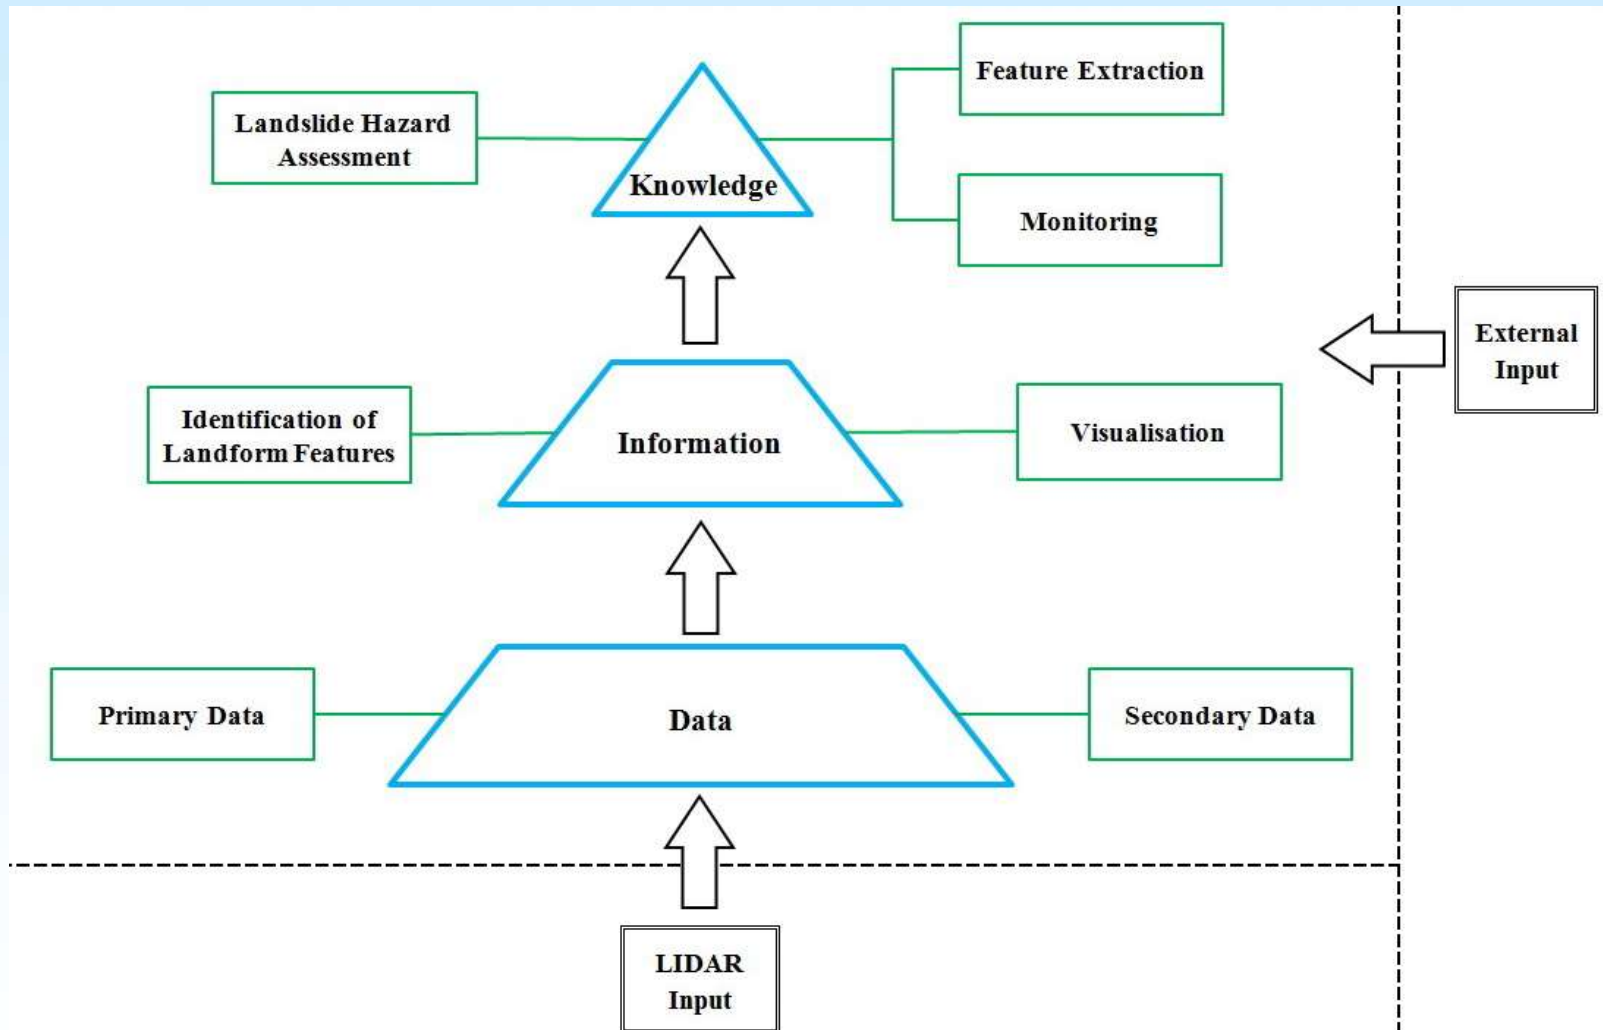 Feature Extraction
Landslide Hazard
Assessment
Knowledge
Monitoring
External
Input
Identification of
Landform Features
Information
Visualisation
Primary Data
Data
Secondary Data
LIDAR
Input